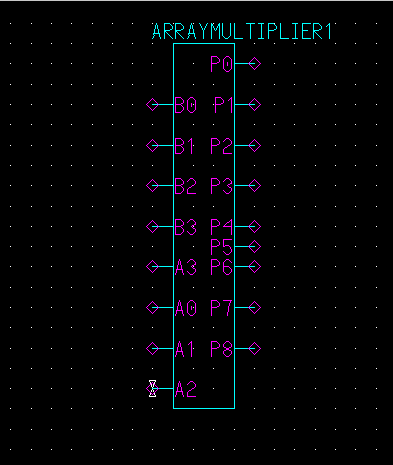 ARRAYMULTIPLIER1
P0
B0 P1
B1 P2
B2 P3
B3 P4
P5
A3 P6
A0 P7
A1 P8
A2